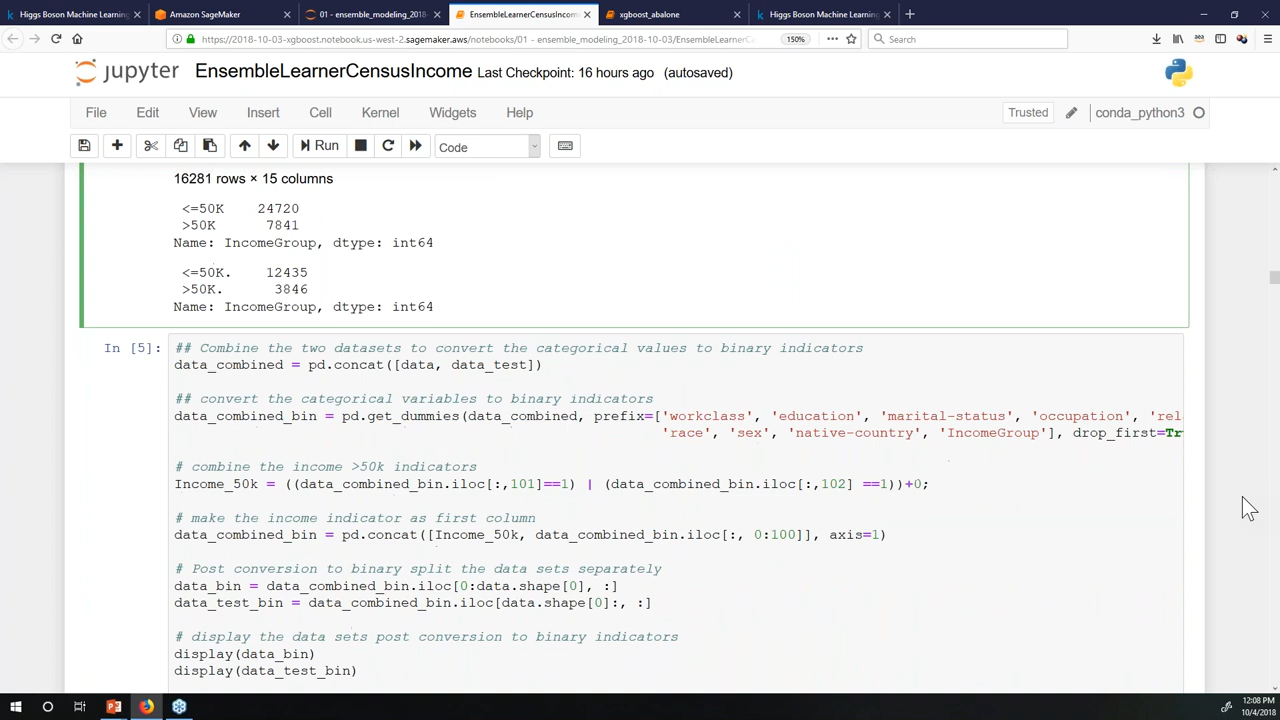 Higgs Boson Machine Learning
Amazon SageMaker
01 - ensemble_modeling_2018-
EnsembleLearnerCensusIncome
xgboost_abalone
Higgs Boson Machine Learning
https://2018-10-03-xgboost.notebook.us-west-2.sagemaker.aws/notebooks/01 - ensemble_modeling_2018-10-03/EnsembleLearnerCe
150%
Search
jupyter EnsembleLearnerCensusIncome Last Checkpoint: 16 hours ago (autosaved)
File Edit View Insert Cell Kernel Widgets Help
Trusted conda_python3
Run Code
16281 rows × 15 columns
<=50K 24720
>50K 7841
Name: IncomeGroup, dtype: int64
<=50K. 12435
>50K. 3846
Name: IncomeGroup, dtype: int64
In [5]: ## Combine the two datasets to convert the categorical values to binary indicators
data_combined = pd.concat([data, data_test])
## convert the categorical variables to binary indicators
data_combined_bin = pd.get_dummies(data_combined, prefix=['workclass', 'education', 'marital-status', 'occupation', 'rel
'race', 'sex', 'native-country', 'IncomeGroup'], drop_first=Tr
# combine the income >50k indicators
Income_50k = ((data_combined_bin.iloc[:,101]==1) | (data_combined_bin.iloc[:,102] ==1))+0;
# make the income indicator as first column
data_combined_bin = pd.concat([Income_50k, data_combined_bin.iloc[:, 0:100]], axis=1)
# Post conversion to binary split the data sets separately
data_bin = data_combined_bin.iloc[0:data.shape[0], :]
data_test_bin = data_combined_bin.iloc[data.shape[0]:, :]
# display the data sets post conversion to binary indicators
display(data_bin)
display(data_test_bin)
12:08 PM
10/4/2018